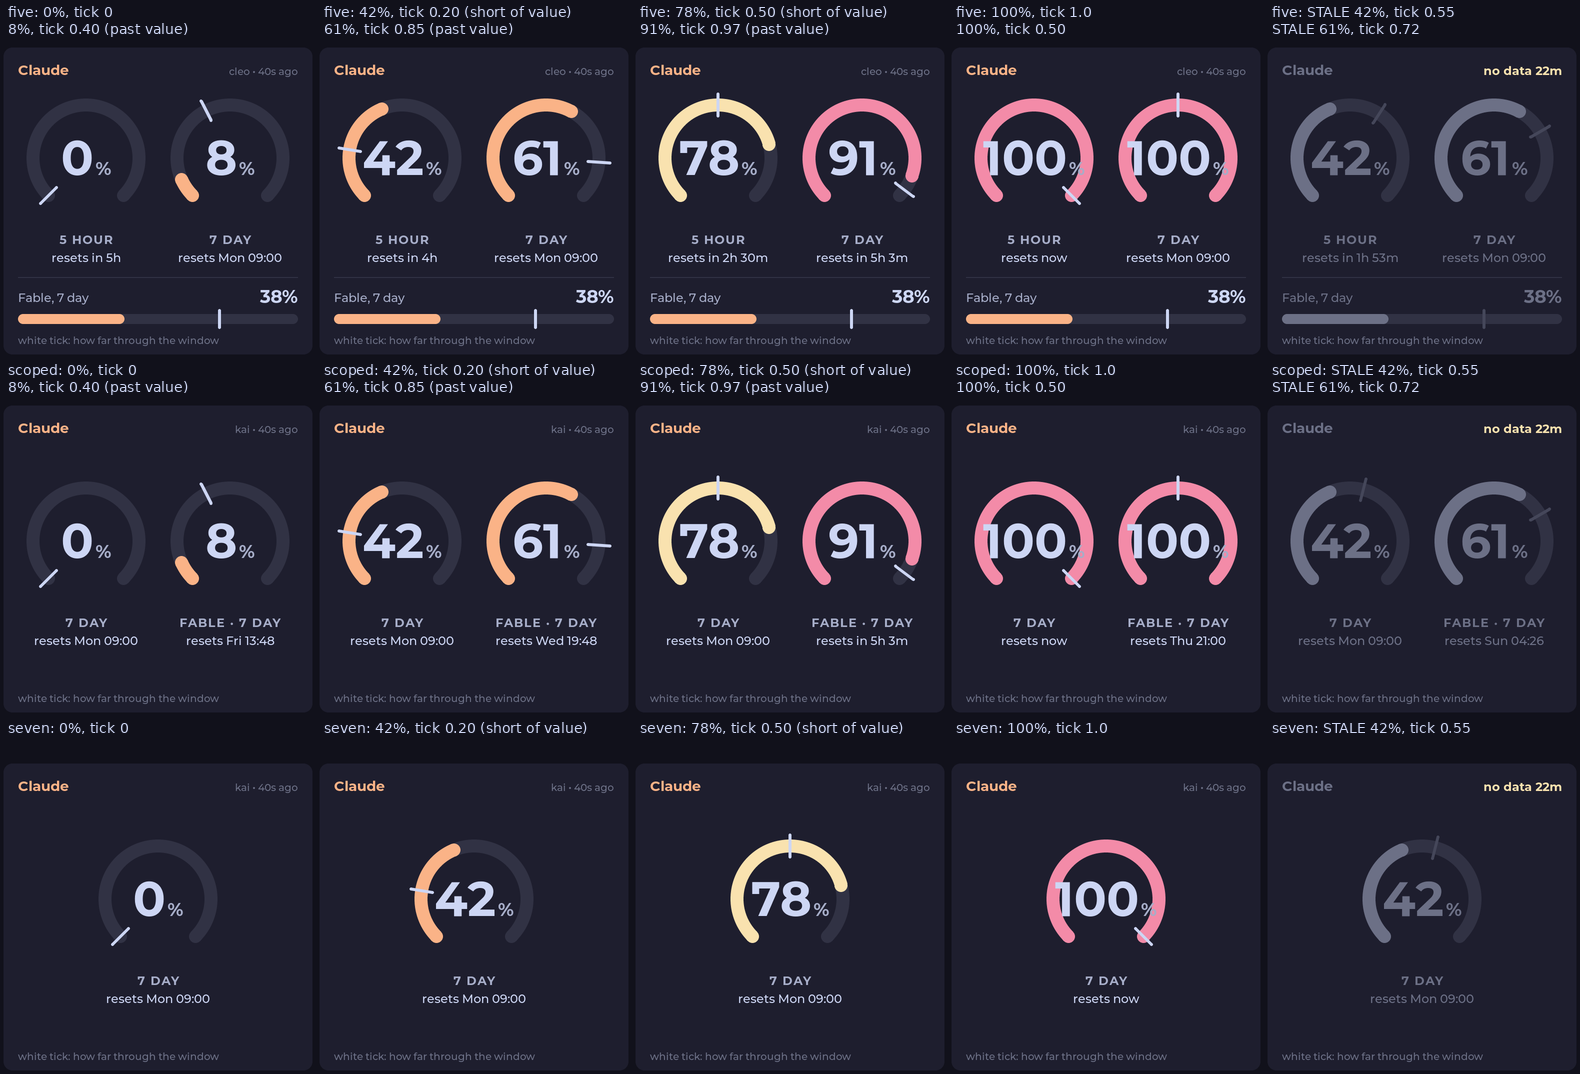 five: 0%, tick 0
8%, tick 0.40 (past value)
five: 42%, tick 0.20 (short of value)
61%, tick 0.85 (past value)
five: 78%, tick 0.50 (short of value)
91%, tick 0.97 (past value)
five: 100%, tick 1.0
100%, tick 0.50
five: STALE 42%, tick 0.55
STALE 61%, tick 0.72
Claude
cleo • 40s ago
0%
8%
5 HOUR
resets in 5h
7 DAY
resets Mon 09:00
Fable, 7 day
38%
white tick: how far through the window
Claude
cleo • 40s ago
42%
61%
5 HOUR
resets in 4h
7 DAY
resets Mon 09:00
Fable, 7 day
38%
white tick: how far through the window
Claude
cleo • 40s ago
78%
91%
5 HOUR
resets in 2h 30m
7 DAY
resets in 5h 3m
Fable, 7 day
38%
white tick: how far through the window
Claude
cleo • 40s ago
100%
100%
5 HOUR
resets now
7 DAY
resets Mon 09:00
Fable, 7 day
38%
white tick: how far through the window
Claude
no data 22m
42%
61%
5 HOUR
resets in 1h 53m
7 DAY
resets Mon 09:00
Fable, 7 day
38%
white tick: how far through the window
scoped: 0%, tick 0
8%, tick 0.40 (past value)
scoped: 42%, tick 0.20 (short of value)
61%, tick 0.85 (past value)
scoped: 78%, tick 0.50 (short of value)
91%, tick 0.97 (past value)
scoped: 100%, tick 1.0
100%, tick 0.50
scoped: STALE 42%, tick 0.55
STALE 61%, tick 0.72
Claude
kai • 40s ago
0%
8%
7 DAY
resets Mon 09:00
FABLE · 7 DAY
resets Fri 13:48
white tick: how far through the window
Claude
kai • 40s ago
42%
61%
7 DAY
resets Mon 09:00
FABLE · 7 DAY
resets Wed 19:48
white tick: how far through the window
Claude
kai • 40s ago
78%
91%
7 DAY
resets Mon 09:00
FABLE · 7 DAY
resets in 5h 3m
white tick: how far through the window
Claude
kai • 40s ago
100%
100%
7 DAY
resets now
FABLE · 7 DAY
resets Thu 21:00
white tick: how far through the window
Claude
no data 22m
42%
61%
7 DAY
resets Mon 09:00
FABLE · 7 DAY
resets Sun 04:26
white tick: how far through the window
seven: 0%, tick 0
seven: 42%, tick 0.20 (short of value)
seven: 78%, tick 0.50 (short of value)
seven: 100%, tick 1.0
seven: STALE 42%, tick 0.55
Claude
kai • 40s ago
0%
7 DAY
resets Mon 09:00
white tick: how far through the window
Claude
kai • 40s ago
42%
7 DAY
resets Mon 09:00
white tick: how far through the window
Claude
kai • 40s ago
78%
7 DAY
resets Mon 09:00
white tick: how far through the window
Claude
kai • 40s ago
100%
7 DAY
resets now
white tick: how far through the window
Claude
no data 22m
42%
7 DAY
resets Mon 09:00
white tick: how far through the window